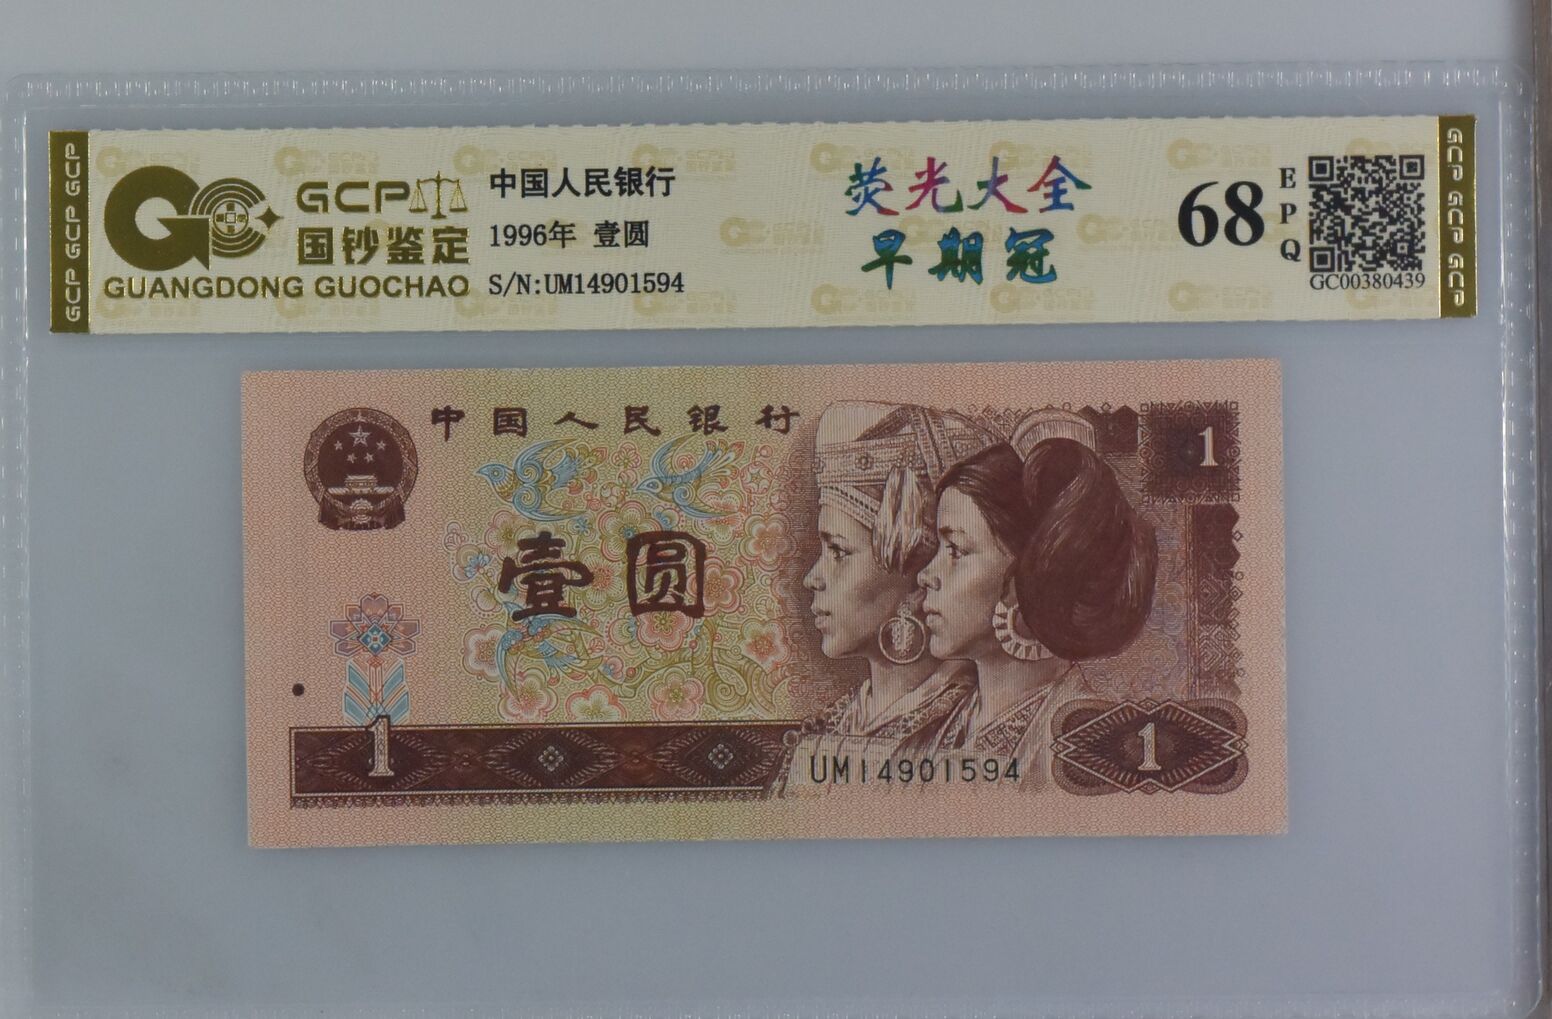 GCP GCP GCP
GCP
国钞鉴定
GUANGDONG GUOCHAO
中国人民银行
1996年 壹圆
S/N:UM14901594
荧光大全
早期冠
68
EPQ
GC00380439
GCP GCP GCP
中国人民银行
1
壹圆
1
UM14901594
1